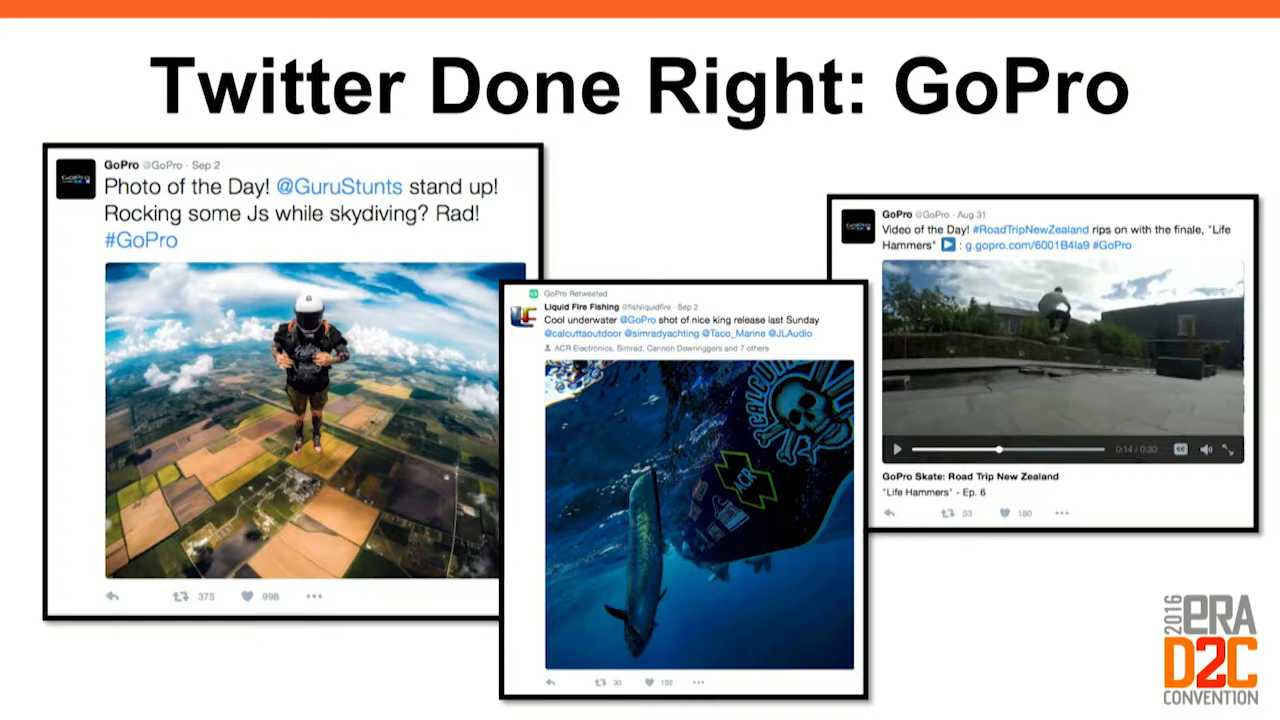 Twitter Done Right: GoPro
GoPro @GoPro · Sep 2
Photo of the Day! @GuruStunts stand up!
Rocking some Js while skydiving? Rad!
#GoPro
375 998
GoPro Retweeted
Liquid Fire Fishing @fishliquidfire · Sep 2
Cool underwater @GoPro shot of nice king release last Sunday
@calcuttaoutdoor @simradyachting @Taco_Marine @JLAudio
ACR Electronics, Simrad, Cannon Downriggers and 7 others
ACR
30 102
GoPro @GoPro · Aug 31
Video of the Day! #RoadTripNewZealand rips on with the finale, "Life
Hammers" : g.gopro.com/6001B4la9 #GoPro
0:14 / 0:30
GoPro Skate: Road Trip New Zealand
"Life Hammers" - Ep. 6
63 180
2016 ERA
D2C
CONVENTION